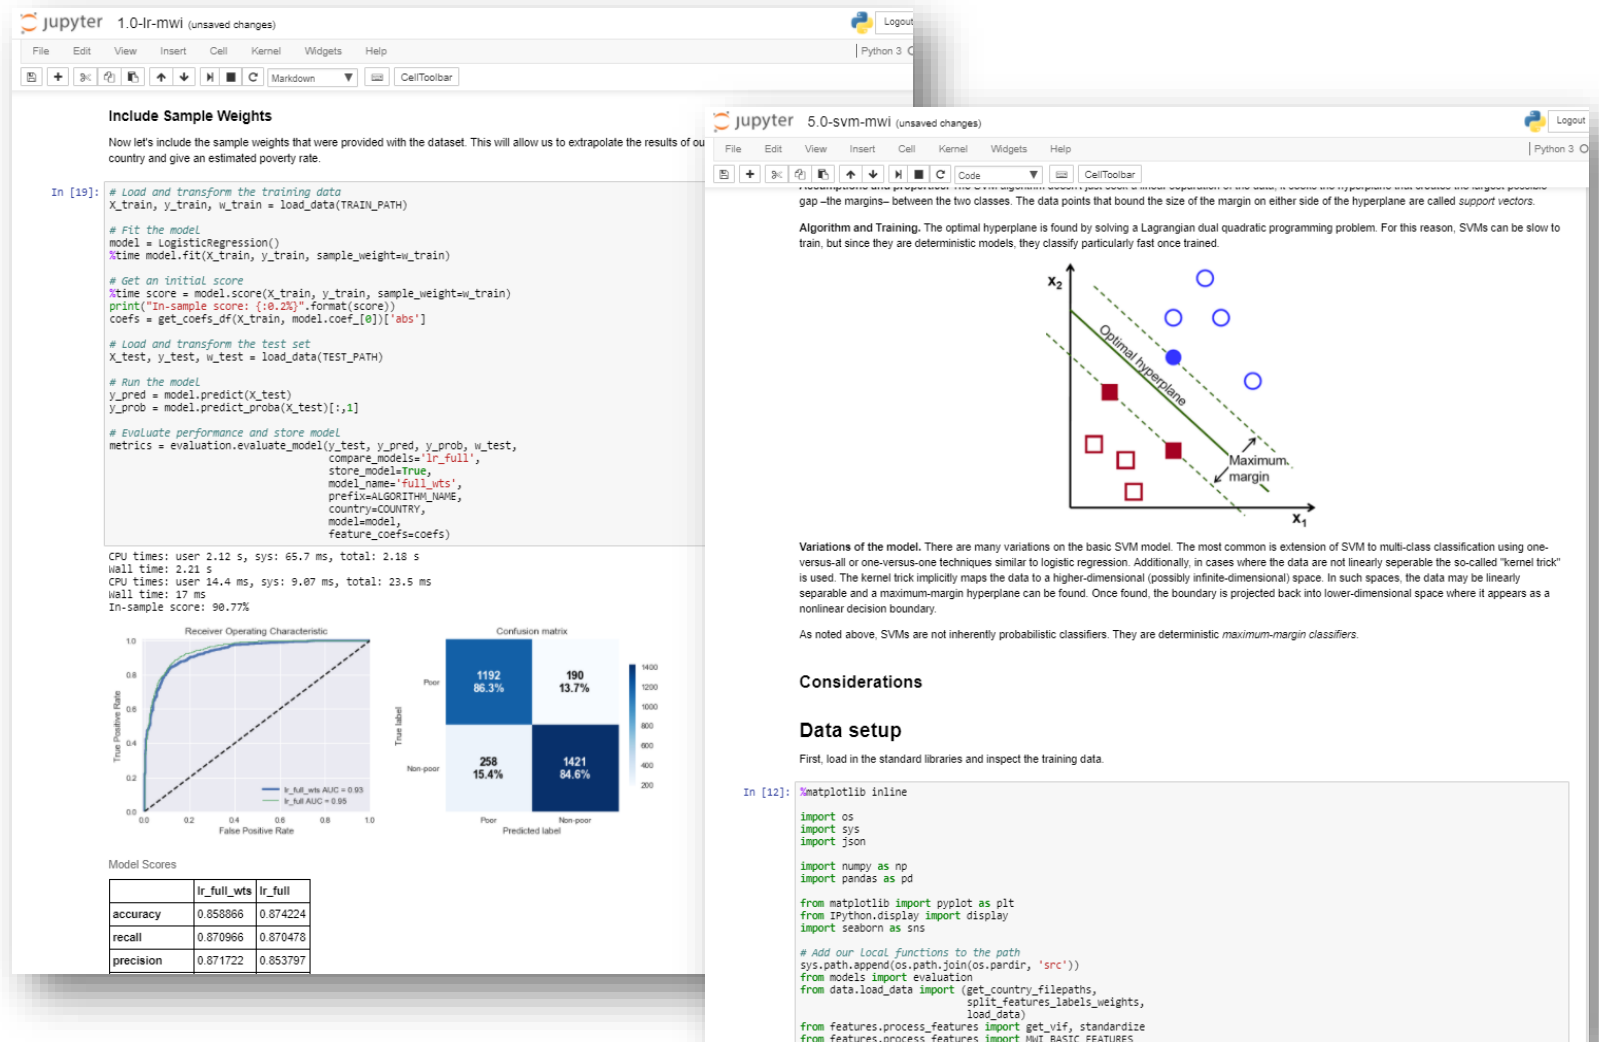 jupyter 1.0-lr-mwi (unsaved changes)
Logout
File Edit View Insert Cell Kernel Widgets Help
Python 3
Markdown
CellToolbar
Include Sample Weights
Now let's include the sample weights that were provided with the dataset. This will allow us to extrapolate the results of ou
country and give an estimated poverty rate.
In [19]:
# Load and transform the training data
X_train, y_train, w_train = load_data(TRAIN_PATH)
# Fit the model
model = LogisticRegression()
%time model.fit(X_train, y_train, sample_weight=w_train)
# Get an initial score
%time score = model.score(X_train, y_train, sample_weight=w_train)
print("In-sample score: {:0.2%}".format(score))
coefs = get_coefs_df(X_train, model.coef_[0])['abs']
# Load and transform the test set
X_test, y_test, w_test = load_data(TEST_PATH)
# Run the model
y_pred = model.predict(X_test)
y_prob = model.predict_proba(X_test)[:,1]
# Evaluate performance and store model
metrics = evaluation.evaluate_model(y_test, y_pred, y_prob, w_test,
compare_models='lr_full',
store_model=True,
model_name='full_wts',
prefix=ALGORITHM_NAME,
country=COUNTRY,
model=model,
feature_coefs=coefs)
CPU times: user 2.12 s, sys: 65.7 ms, total: 2.18 s
Wall time: 2.21 s
CPU times: user 14.4 ms, sys: 9.07 ms, total: 23.5 ms
Wall time: 17 ms
In-sample score: 90.77%
Receiver Operating Characteristic
1.0
0.8
0.6
0.4
0.2
0.0
True Positive Rate
lr_full_wts AUC = 0.93
lr_full AUC = 0.95
0.0 0.2 0.4 0.6 0.8 1.0
False Positive Rate
Confusion matrix
True label
Poor
Non-poor
1192
86.3%
190
13.7%
258
15.4%
1421
84.6%
Poor Non-poor
Predicted label
1400
1200
1000
800
600
400
200
Model Scores
lr_full_wts lr_full
accuracy 0.858866 0.874224
recall 0.870966 0.870478
precision 0.871722 0.853797
jupyter 5.0-svm-mwi (unsaved changes)
Logout
File Edit View Insert Cell Kernel Widgets Help
Python 3
Code
CellToolbar
Assumptions and properties. The SVM algorithm doesn't just seek a linear separation of the data, it seeks the hyperplane that creates the largest possible
gap –the margins– between the two classes. The data points that bound the size of the margin on either side of the hyperplane are called support vectors.
Algorithm and Training. The optimal hyperplane is found by solving a Lagrangian dual quadratic programming problem. For this reason, SVMs can be slow to
train, but since they are deterministic models, they classify particularly fast once trained.
X2
Optimal hyperplane
Maximum
margin
X1
Variations of the model. There are many variations on the basic SVM model. The most common is extension of SVM to multi-class classification using one-
versus-all or one-versus-one techniques similar to logistic regression. Additionally, in cases where the data are not linearly seperable the so-called "kernel trick"
is used. The kernel trick implicitly maps the data to a higher-dimensional (possibly infinite-dimensional) space. In such spaces, the data may be linearly
separable and a maximum-margin hyperplane can be found. Once found, the boundary is projected back into lower-dimensional space where it appears as a
nonlinear decision boundary.
As noted above, SVMs are not inherently probabilistic classifiers. They are deterministic maximum-margin classifiers.
Considerations
Data setup
First, load in the standard libraries and inspect the training data.
In [12]:
%matplotlib inline
import os
import sys
import json
import numpy as np
import pandas as pd
from matplotlib import pyplot as plt
from IPython.display import display
import seaborn as sns
# Add our local functions to the path
sys.path.append(os.path.join(os.pardir, 'src'))
from models import evaluation
from data.load_data import (get_country_filepaths,
split_features_labels_weights,
load_data)
from features.process_features import get_vif, standardize
from features.process_features import MWI_BASIC_FEATURES